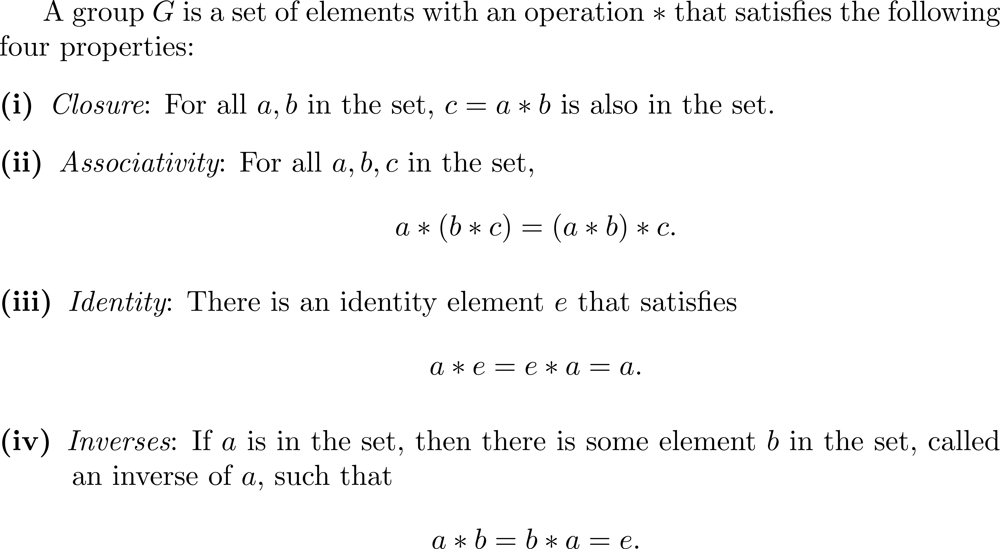 A group G is a set of elements with an operation ∗ that satisfies the following
four properties:
(i) Closure: For all a, b in the set, c = a ∗ b is also in the set.
(ii) Associativity: For all a, b, c in the set,
a ∗ (b ∗ c) = (a ∗ b) ∗ c.
(iii) Identity: There is an identity element e that satisfies
a ∗ e = e ∗ a = a.
(iv) Inverses: If a is in the set, then there is some element b in the set, called
an inverse of a, such that
a ∗ b = b ∗ a = e.